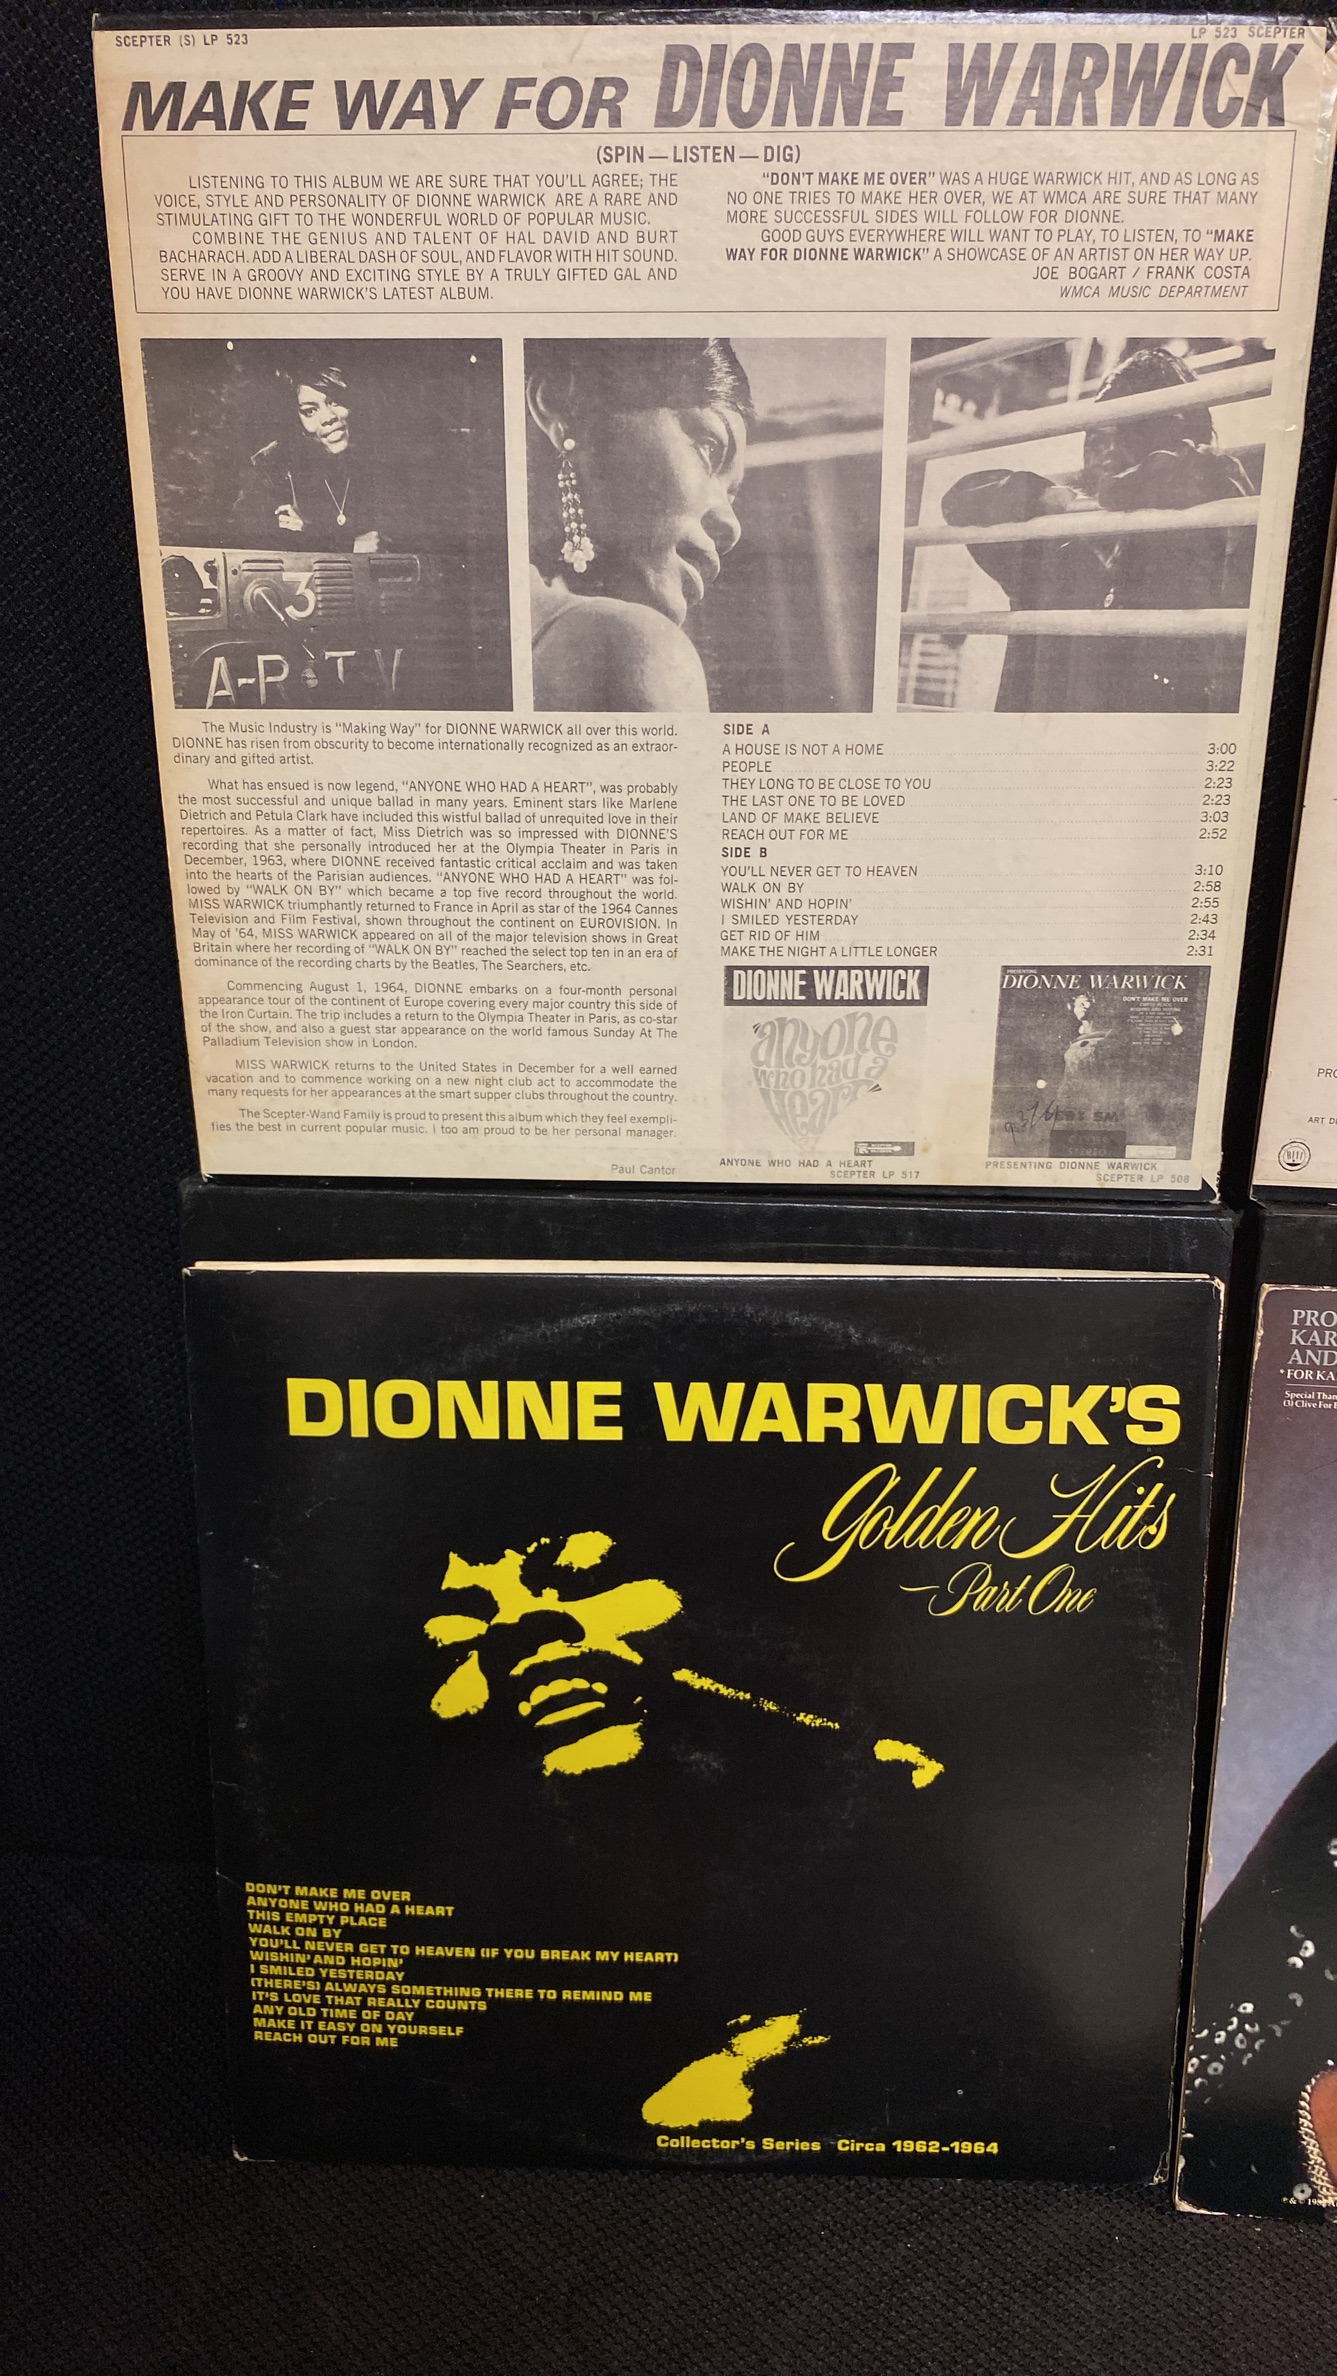 SCEPTER (S) LP 523
LP 523 SCEPTER
MAKE WAY FOR DIONNE WARWICK
(SPIN — LISTEN — DIG)
LISTENING TO THIS ALBUM WE ARE SURE THAT YOU'LL AGREE; THE
VOICE, STYLE AND PERSONALITY OF DIONNE WARWICK ARE A RARE AND
STIMULATING GIFT TO THE WONDERFUL WORLD OF POPULAR MUSIC.
COMBINE THE GENIUS AND TALENT OF HAL DAVID AND BURT
BACHARACH. ADD A LIBERAL DASH OF SOUL, AND FLAVOR WITH HIT SOUND.
SERVE IN A GROOVY AND EXCITING STYLE BY A TRULY GIFTED GAL AND
YOU HAVE DIONNE WARWICK'S LATEST ALBUM.
"DON'T MAKE ME OVER" WAS A HUGE WARWICK HIT, AND AS LONG AS
NO ONE TRIES TO MAKE HER OVER, WE AT WMCA ARE SURE THAT MANY
MORE SUCCESSFUL SIDES WILL FOLLOW FOR DIONNE.
GOOD GUYS EVERYWHERE WILL WANT TO PLAY, TO LISTEN, TO "MAKE
WAY FOR DIONNE WARWICK" A SHOWCASE OF AN ARTIST ON HER WAY UP.
JOE BOGART / FRANK COSTA
WMCA MUSIC DEPARTMENT
3
A-R TV
The Music Industry is "Making Way" for DIONNE WARWICK all over this world.
DIONNE has risen from obscurity to become internationally recognized as an extraor-
dinary and gifted artist.
What has ensued is now legend, "ANYONE WHO HAD A HEART", was probably
the most successful and unique ballad in many years. Eminent stars like Marlene
Dietrich and Petula Clark have included this wistful ballad of unrequited love in their
repertoires. As a matter of fact, Miss Dietrich was so impressed with DIONNE'S
recording that she personally introduced her at the Olympia Theater in Paris in
December, 1963, where DIONNE received fantastic critical acclaim and was taken
into the hearts of the Parisian audiences. "ANYONE WHO HAD A HEART" was fol-
lowed by "WALK ON BY" which became a top five record throughout the world.
MISS WARWICK triumphantly returned to France in April as star of the 1964 Cannes
Television and Film Festival, shown throughout the continent on EUROVISION. In
May of '64, MISS WARWICK appeared on all of the major television shows in Great
Britain where her recording of "WALK ON BY" reached the select top ten in an era of
dominance of the recording charts by the Beatles, The Searchers, etc.
Commencing August 1, 1964, DIONNE embarks on a four-month personal
appearance tour of the continent of Europe covering every major country this side of
the Iron Curtain. The trip includes a return to the Olympia Theater in Paris, as co-star
of the show, and also a guest star appearance on the world famous Sunday At The
Palladium Television show in London.
MISS WARWICK returns to the United States in December for a well earned
vacation and to commence working on a new night club act to accommodate the
many requests for her appearances at the smart supper clubs throughout the country.
The Scepter-Wand Family is proud to present this album which they feel exempli-
fies the best in current popular music. I too am proud to be her personal manager.
Paul Cantor
SIDE A
A HOUSE IS NOT A HOME 3:00
PEOPLE 3:22
THEY LONG TO BE CLOSE TO YOU 2:23
THE LAST ONE TO BE LOVED 2:23
LAND OF MAKE BELIEVE 3:03
REACH OUT FOR ME 2:52
SIDE B
YOU'LL NEVER GET TO HEAVEN 3:10
WALK ON BY 2:58
WISHIN' AND HOPIN' 2:55
I SMILED YESTERDAY 2:43
GET RID OF HIM 2:34
MAKE THE NIGHT A LITTLE LONGER 2:31
DIONNE WARWICK
"anyone
who had a
heart"
ANYONE WHO HAD A HEART
SCEPTER LP 517
PRESENTING
DIONNE WARWICK
DON'T MAKE ME OVER
STEREO
PRESENTING DIONNE WARWICK
SCEPTER LP 508
DIONNE WARWICK'S
Golden Hits
—Part One
DON'T MAKE ME OVER
ANYONE WHO HAD A HEART
THIS EMPTY PLACE
WALK ON BY
YOU'LL NEVER GET TO HEAVEN (IF YOU BREAK MY HEART)
WISHIN' AND HOPIN'
I SMILED YESTERDAY
(THERE'S) ALWAYS SOMETHING THERE TO REMIND ME
IT'S LOVE THAT REALLY COUNTS
ANY OLD TIME OF DAY
MAKE IT EASY ON YOURSELF
REACH OUT FOR ME
Collector's Series Circa 1962-1964
PRO
ART D
PRO
KAR
AND
*FOR KA
Special Than
(3) Clive For